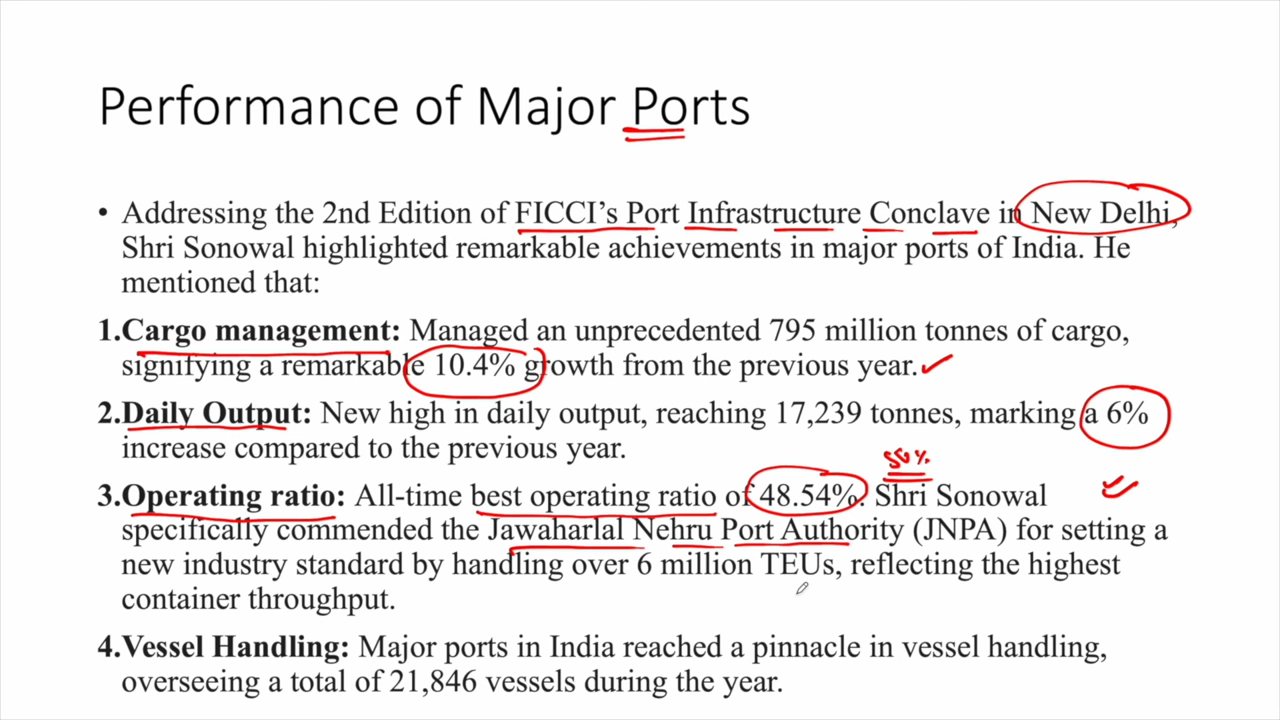 Performance of Major Ports
• Addressing the 2nd Edition of FICCI’s Port Infrastructure Conclave in New Delhi,
Shri Sonowal highlighted remarkable achievements in major ports of India. He
mentioned that:
1.Cargo management: Managed an unprecedented 795 million tonnes of cargo,
signifying a remarkable 10.4% growth from the previous year.
2.Daily Output: New high in daily output, reaching 17,239 tonnes, marking a 6%
increase compared to the previous year.
50%
3.Operating ratio: All-time best operating ratio of 48.54%. Shri Sonowal
specifically commended the Jawaharlal Nehru Port Authority (JNPA) for setting a
new industry standard by handling over 6 million TEUs, reflecting the highest
container throughput.
4.Vessel Handling: Major ports in India reached a pinnacle in vessel handling,
overseeing a total of 21,846 vessels during the year.